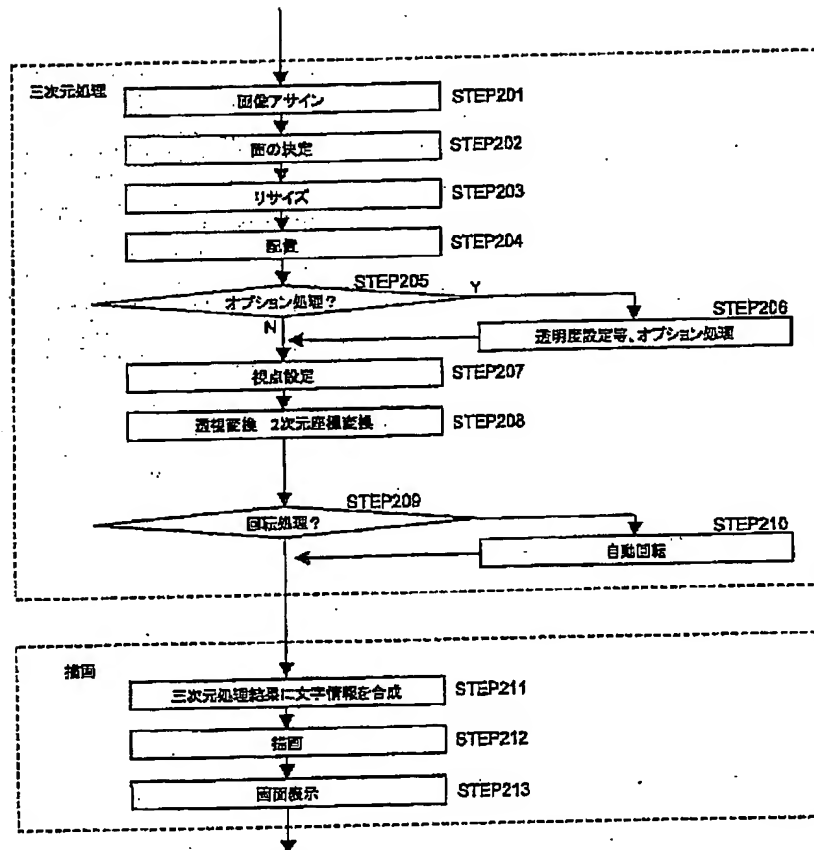 三次元処理
画像アサイン STEP201
面の決定 STEP202
リサイズ STEP203
配置 STEP204
オプション処理? STEP205 Y
N
STEP206
透明度設定等、オプション処理
視点設定 STEP207
透視変換 2次元座標変換 STEP208
回転処理? STEP209
STEP210
自動回転
描画
三次元処理結果に文字情報を合成 STEP211
描画 STEP212
画面表示 STEP213